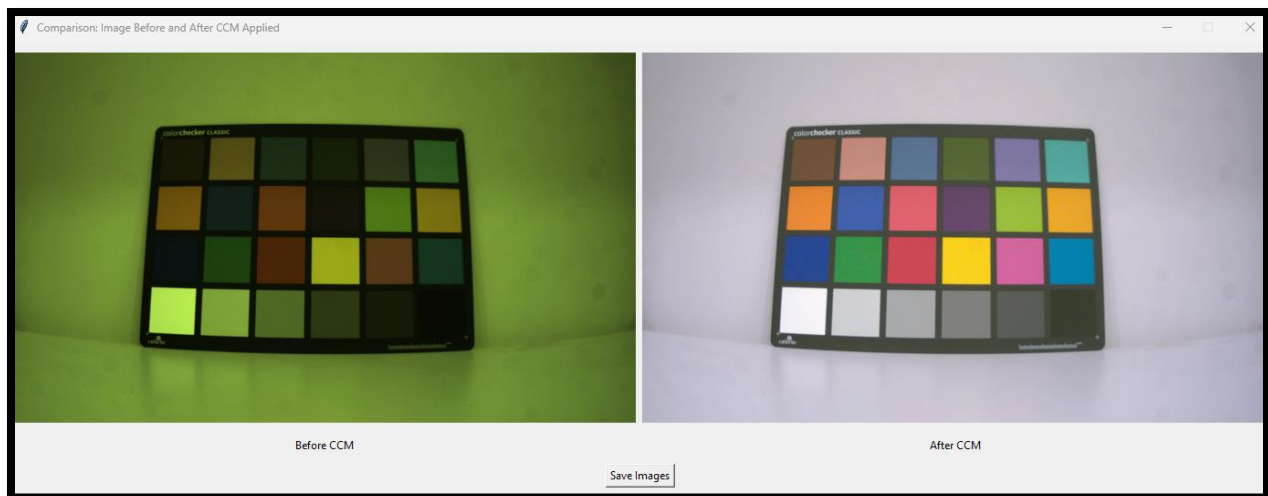 Comparison: Image Before and After CCM Applied
colorchecker CLASSIC
colorchecker CLASSIC
Before CCM
After CCM
Save Images